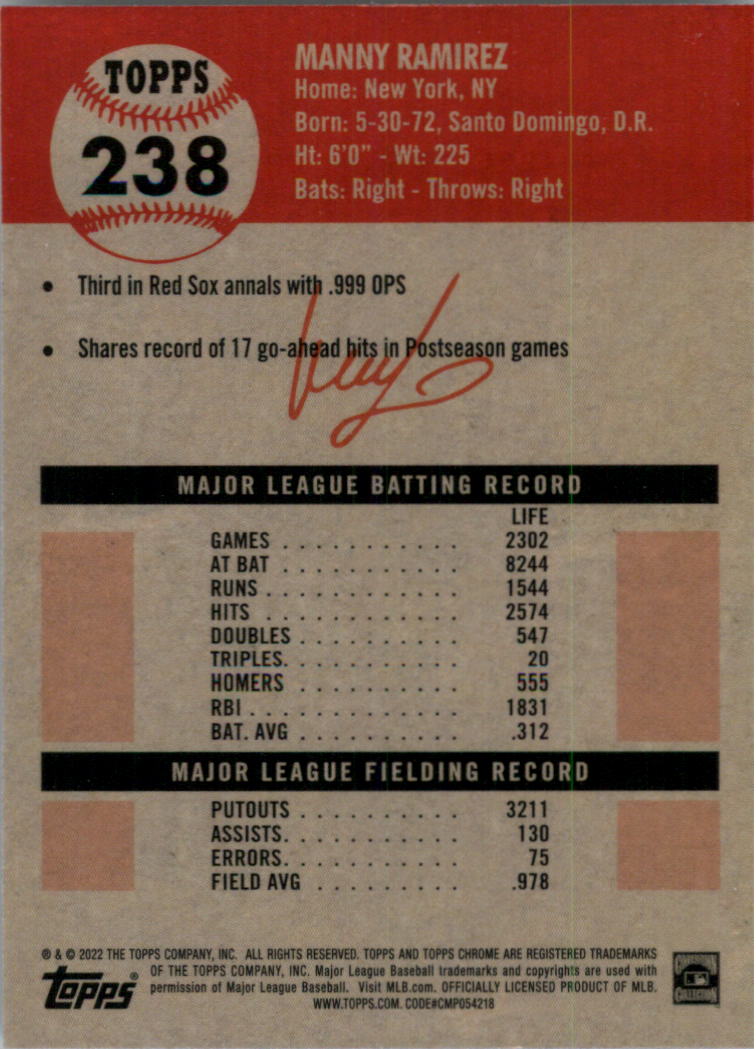 TOPPS
238
MANNY RAMIREZ
Home: New York, NY
Born: 5-30-72, Santo Domingo, D.R.
Ht: 6'0" - Wt: 225
Bats: Right - Throws: Right
• Third in Red Sox annals with .999 OPS
• Shares record of 17 go-ahead hits in Postseason games
MAJOR LEAGUE BATTING RECORD
LIFE
GAMES . . . . . . . . . . . 2302
AT BAT . . . . . . . . . . 8244
RUNS . . . . . . . . . . . 1544
HITS . . . . . . . . . . . 2574
DOUBLES . . . . . . . . . . 547
TRIPLES. . . . . . . . . . 20
HOMERS . . . . . . . . . . 555
RBI . . . . . . . . . . . . 1831
BAT. AVG . . . . . . . . . .312
MAJOR LEAGUE FIELDING RECORD
PUTOUTS . . . . . . . . . . 3211
ASSISTS. . . . . . . . . . 130
ERRORS. . . . . . . . . . . 75
FIELD AVG . . . . . . . . .978
® & © 2022 THE TOPPS COMPANY, INC. ALL RIGHTS RESERVED. TOPPS AND TOPPS CHROME ARE REGISTERED TRADEMARKS
OF THE TOPPS COMPANY, INC. Major League Baseball trademarks and copyrights are used with
permission of Major League Baseball. Visit MLB.com. OFFICIALLY LICENSED PRODUCT OF MLB.
WWW.TOPPS.COM. CODE#CMP054218
Topps®
COOPERSTOWN
COLLECTION